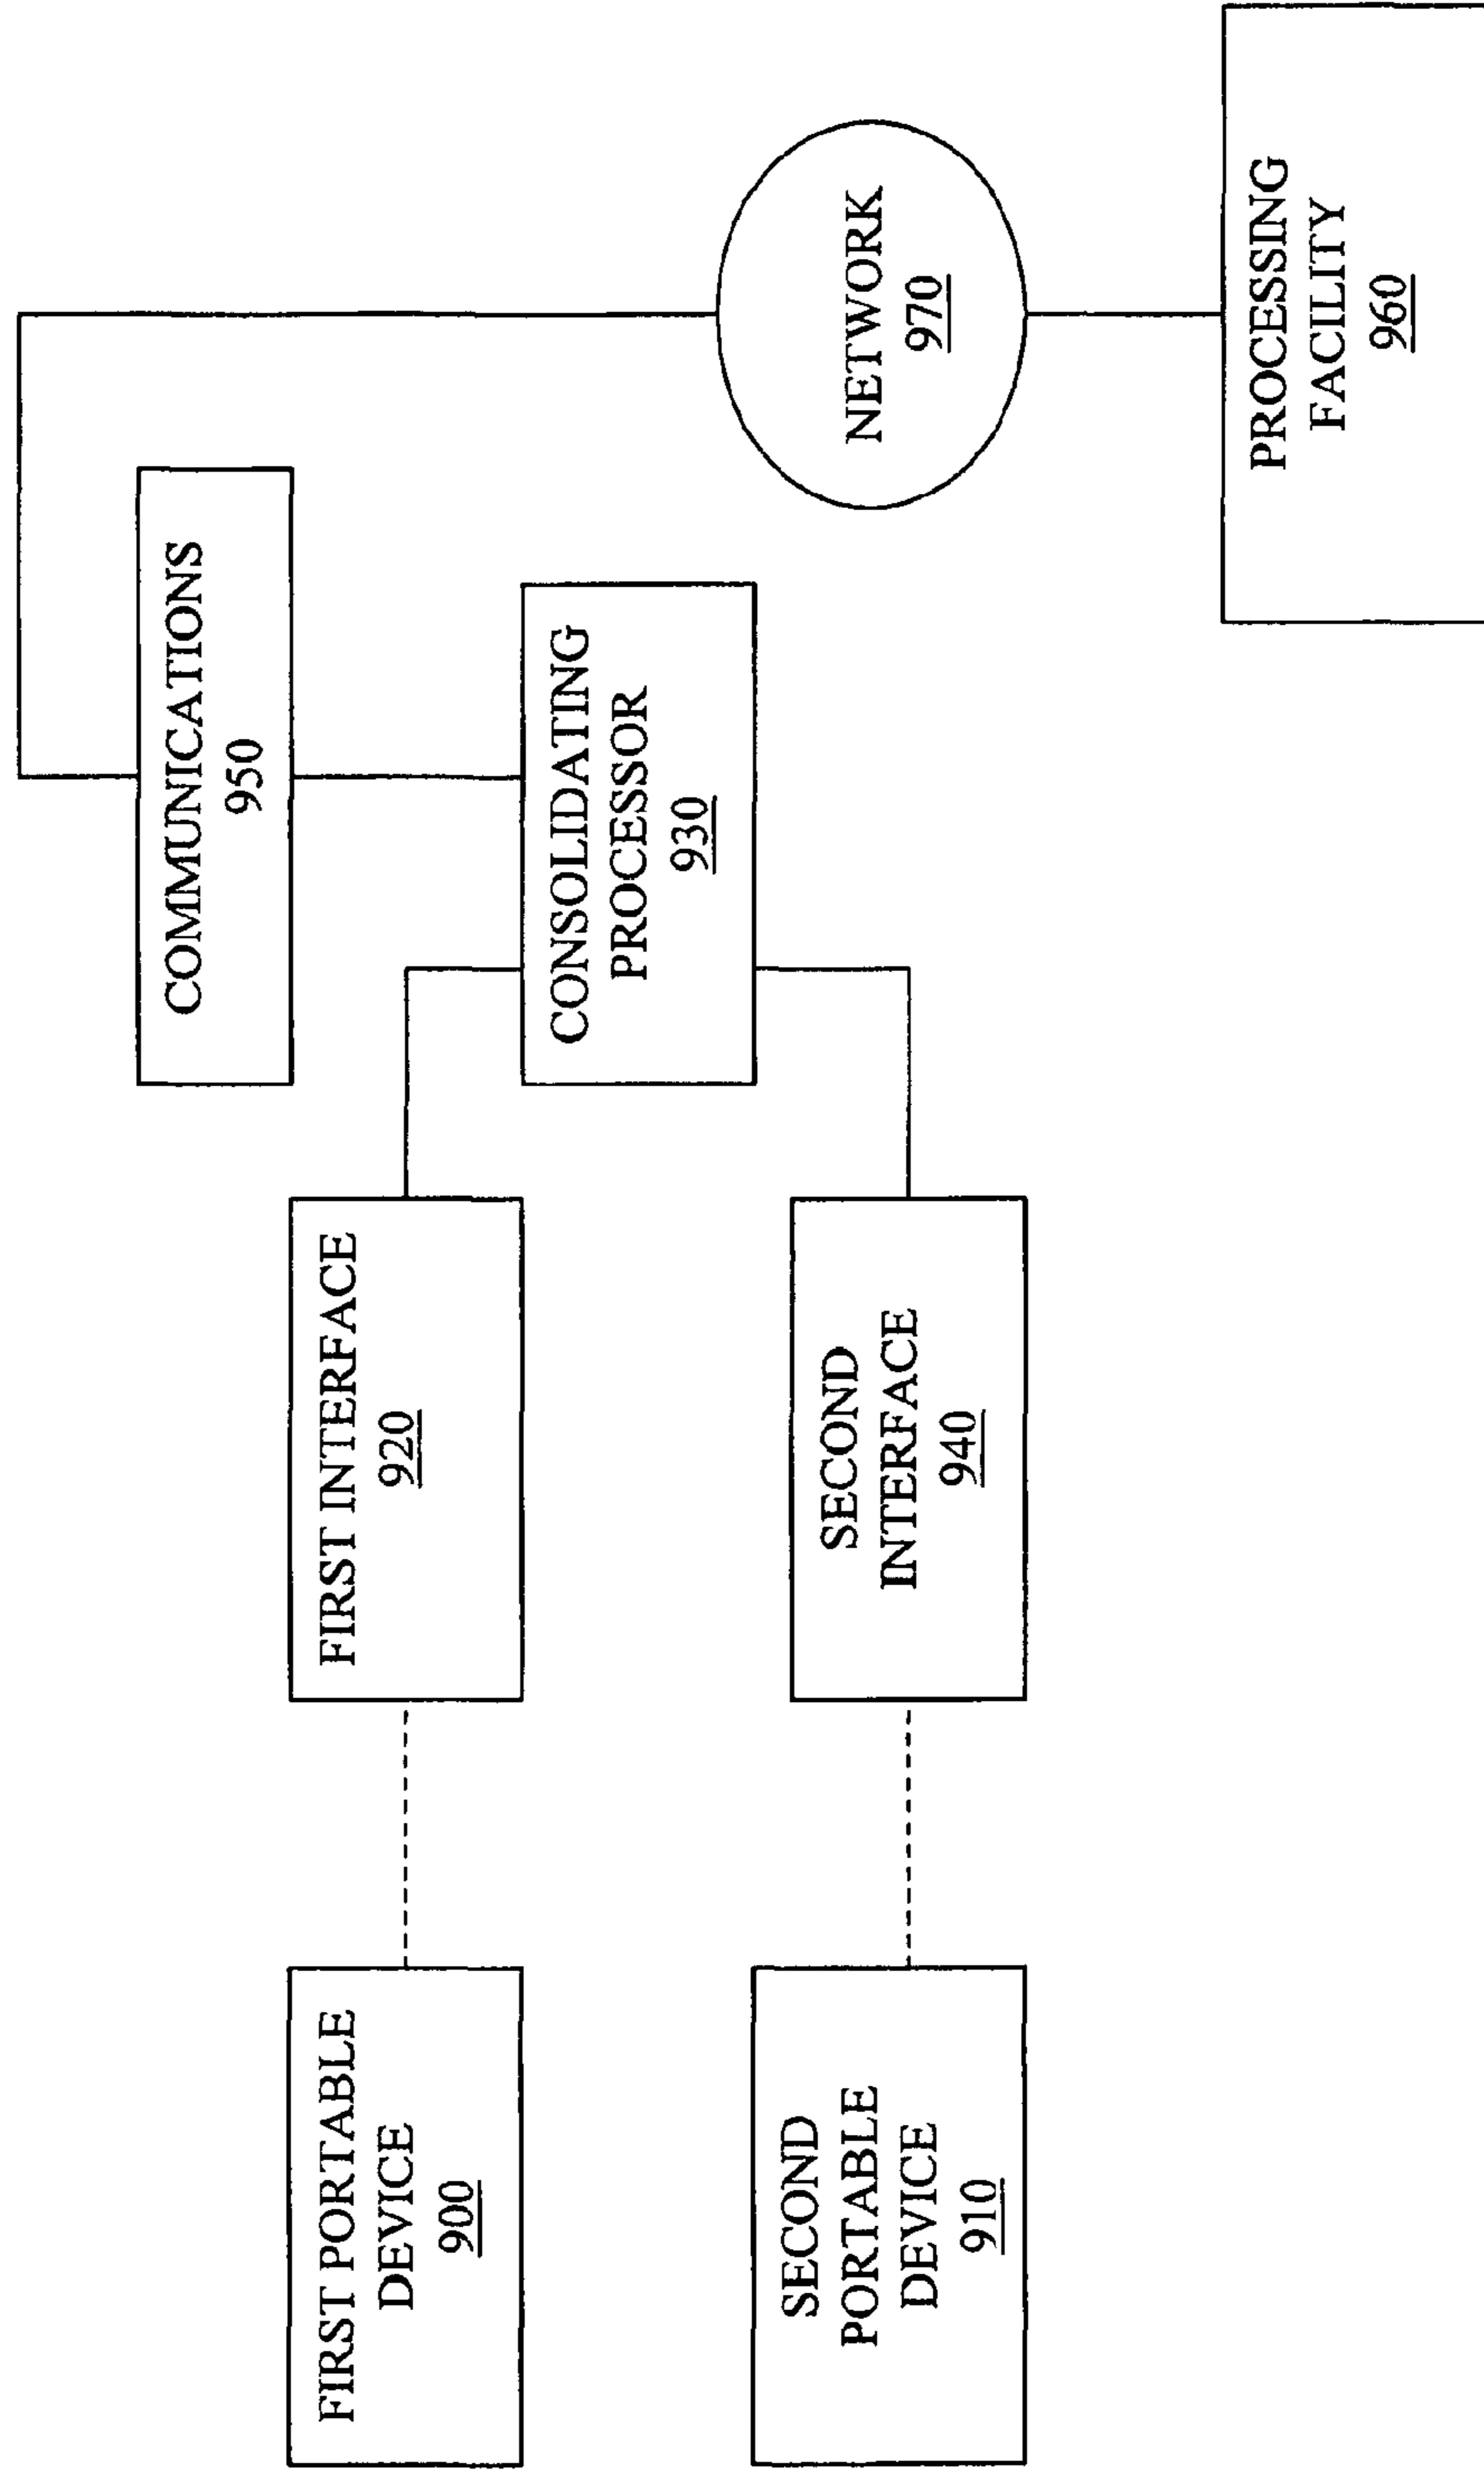 COMMUNICATIONS
950
FIRST PORTABLE
DEVICE
900
FIRST INTERFACE
920
CONSOLIDATING
PROCESSOR
930
SECOND
PORTABLE
DEVICE
910
SECOND
INTERFACE
940
NETWORK
970
PROCESSING
FACILITY
960